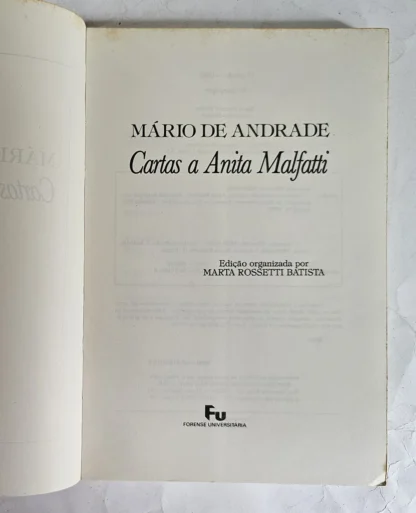 MÁRIO DE ANDRADE
Cartas a Anita Malfatti
Edição organizada por
MARTA ROSSETTI BATISTA
Fu
FORENSE UNIVERSITÁRIA